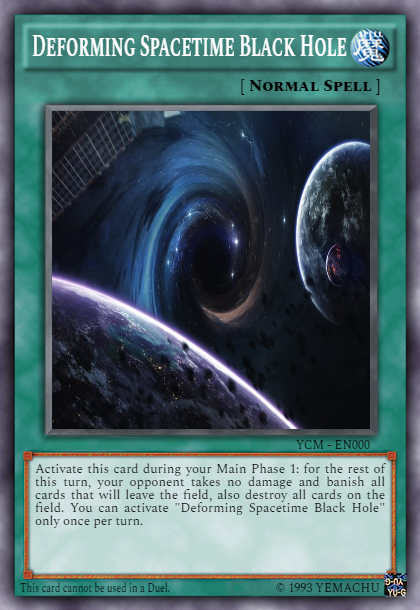 DEFORMING SPACETIME BLACK HOLE
魔
[ NORMAL SPELL ]
YCM - EN000
Activate this card during your Main Phase 1: for the rest of
this turn, your opponent takes no damage and banish all
cards that will leave the field, also destroy all cards on the
field. You can activate "Deforming Spacetime Black Hole"
only once per turn.
This card cannot be used in a Duel.
© 1993 YEMACHU